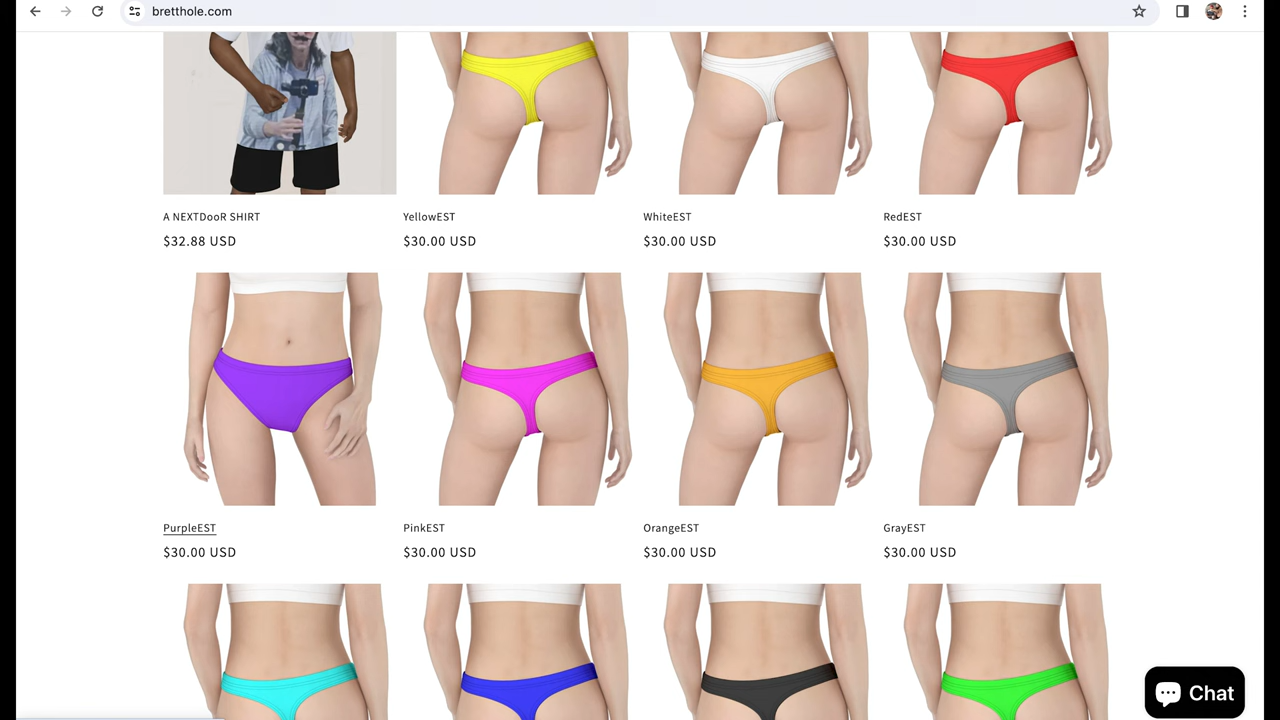 bretthole.com
A NEXTDooR SHIRT
$32.88 USD
YellowEST
$30.00 USD
WhiteEST
$30.00 USD
RedEST
$30.00 USD
PurpleEST
$30.00 USD
PinkEST
$30.00 USD
OrangeEST
$30.00 USD
GrayEST
$30.00 USD
Chat